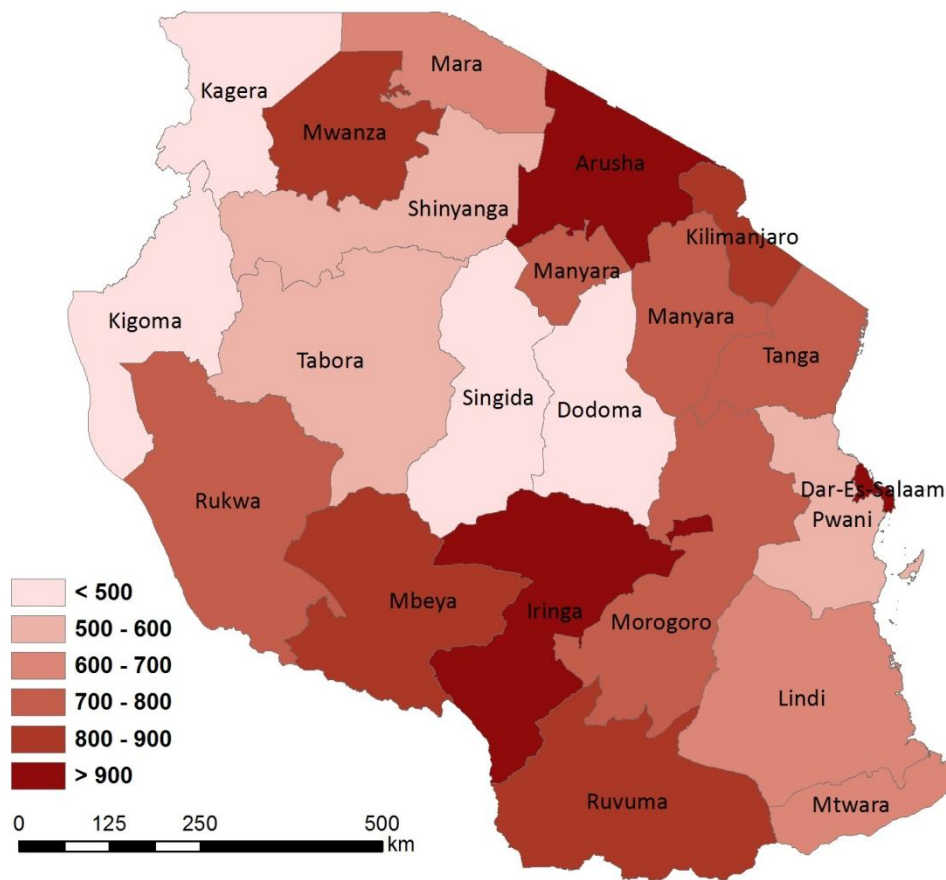 Mara
Kagera
Mwanza
Arusha
Shinyanga
Kilimanjaro
Manyara
Kigoma
Manyara
Tabora
Tanga
Singida
Dodoma
Rukwa
Dar-Es-Salaam
Pwani
Mbeya
Iringa
Morogoro
Lindi
Ruvuma
Mtwara
< 500
500 - 600
600 - 700
700 - 800
800 - 900
> 900
0 125 250 500
km